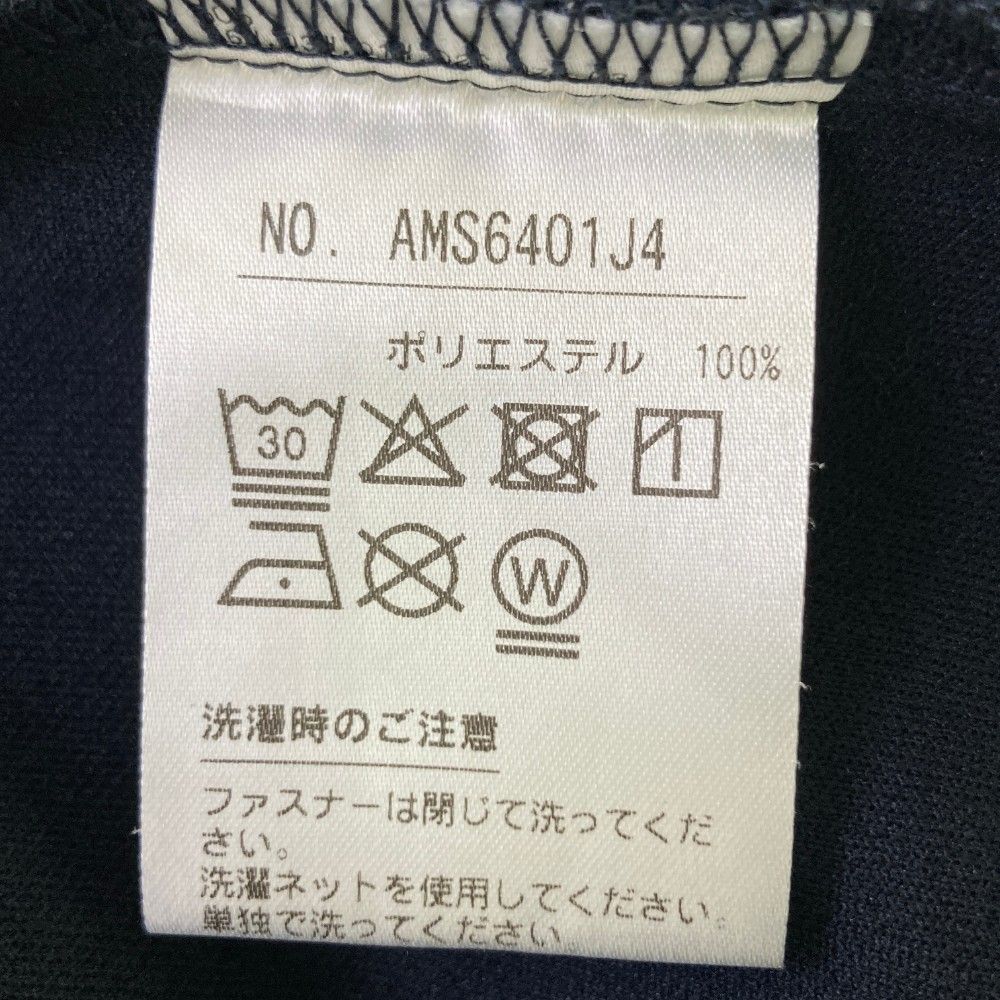 NO. AMS6401J4
ポリエステル 100%
30
W
洗濯時のご注意
ファスナーは閉じて洗ってくだ
さい。
洗濯ネットを使用してください。
単独で洗ってください